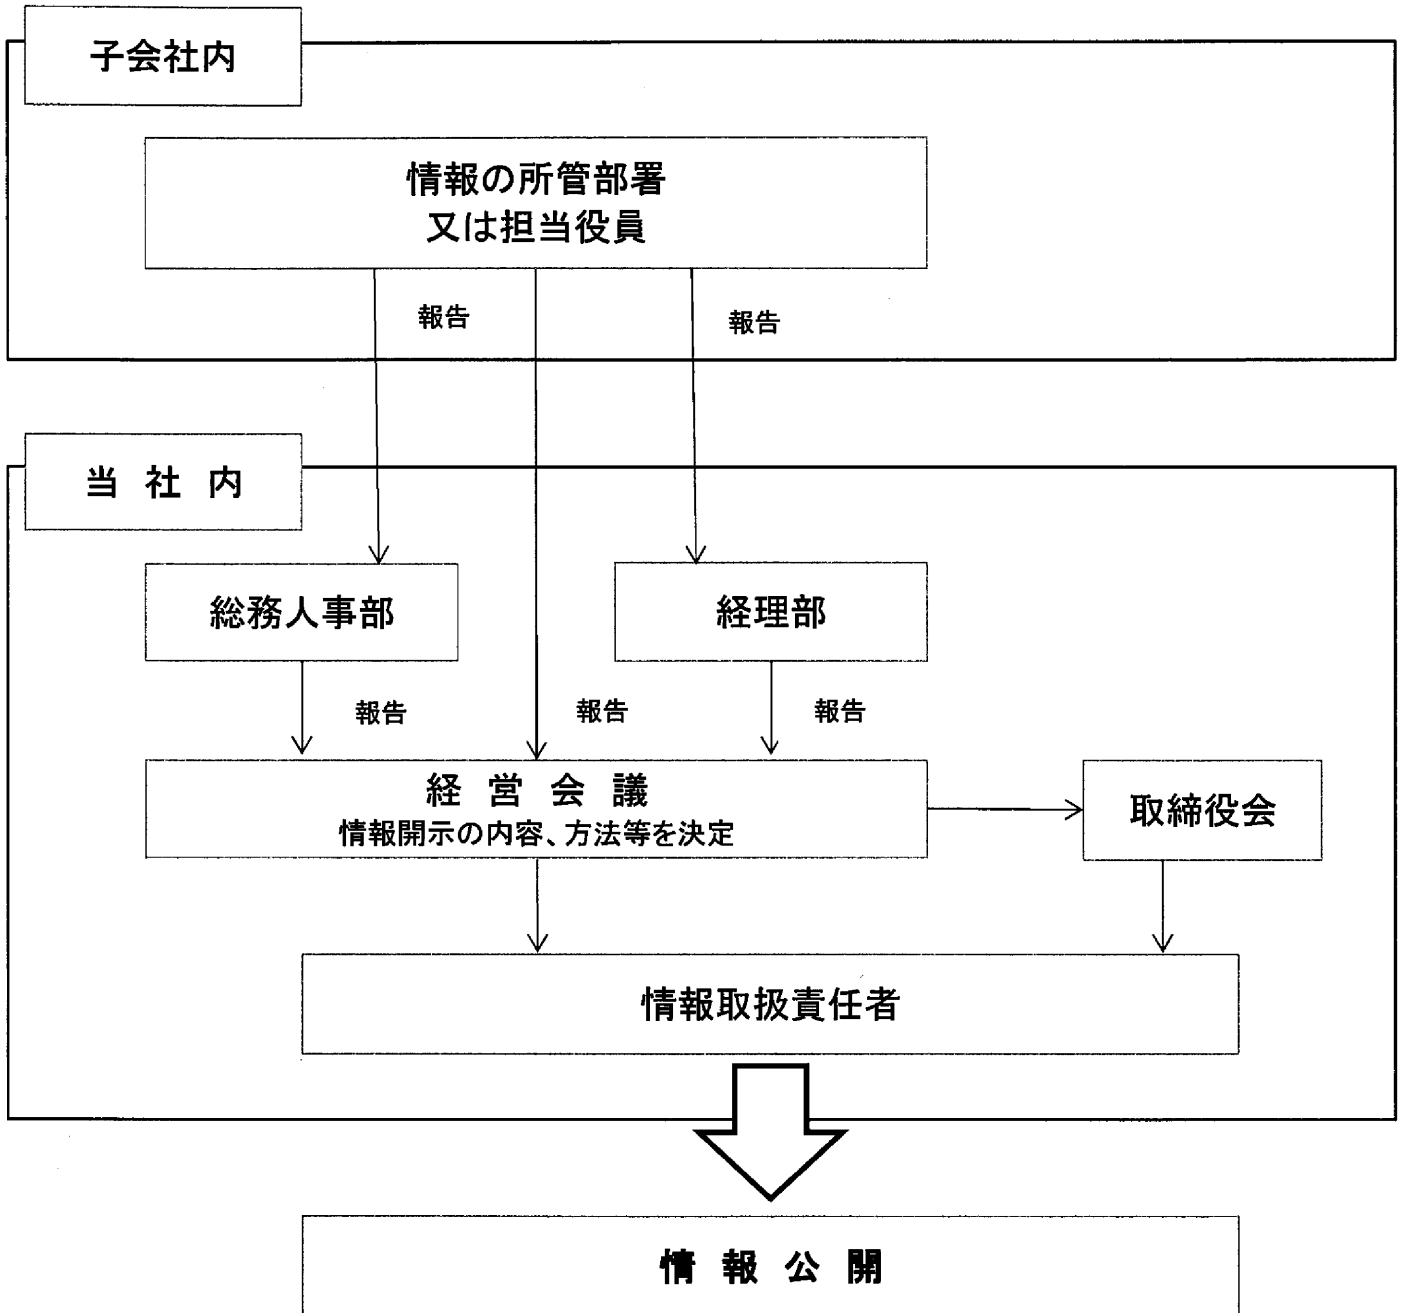 子会社内
情報の所管部署
又は担当役員
報告
報告
当社内
総務人事部
経理部
報告
報告
報告
経営会議
情報開示の内容、方法等を決定
取締役会
情報取扱責任者
情報公開